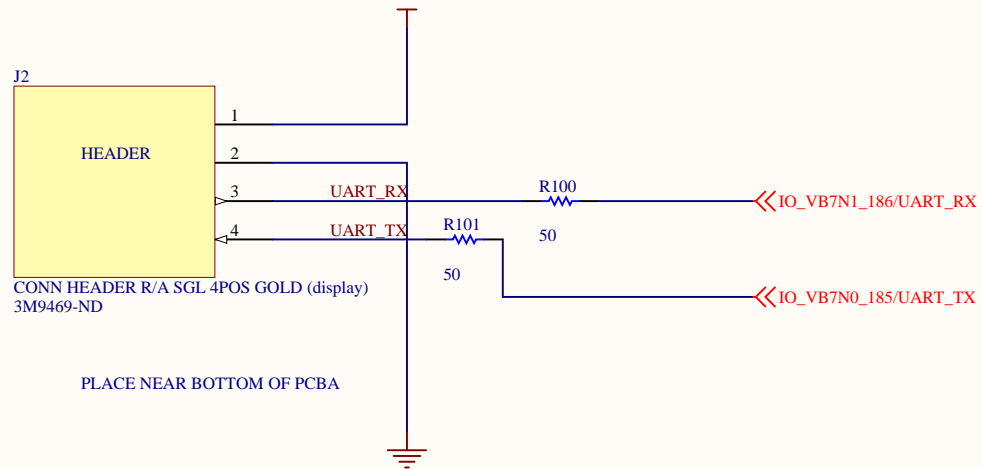 J2
HEADER
1
2
3
4
UART_RX
UART_TX
R100
50
R101
50
IO_VB7N1_186/UART_RX
IO_VB7N0_185/UART_TX
CONN HEADER R/A SGL 4POS GOLD (display)
3M9469-ND
PLACE NEAR BOTTOM OF PCBA